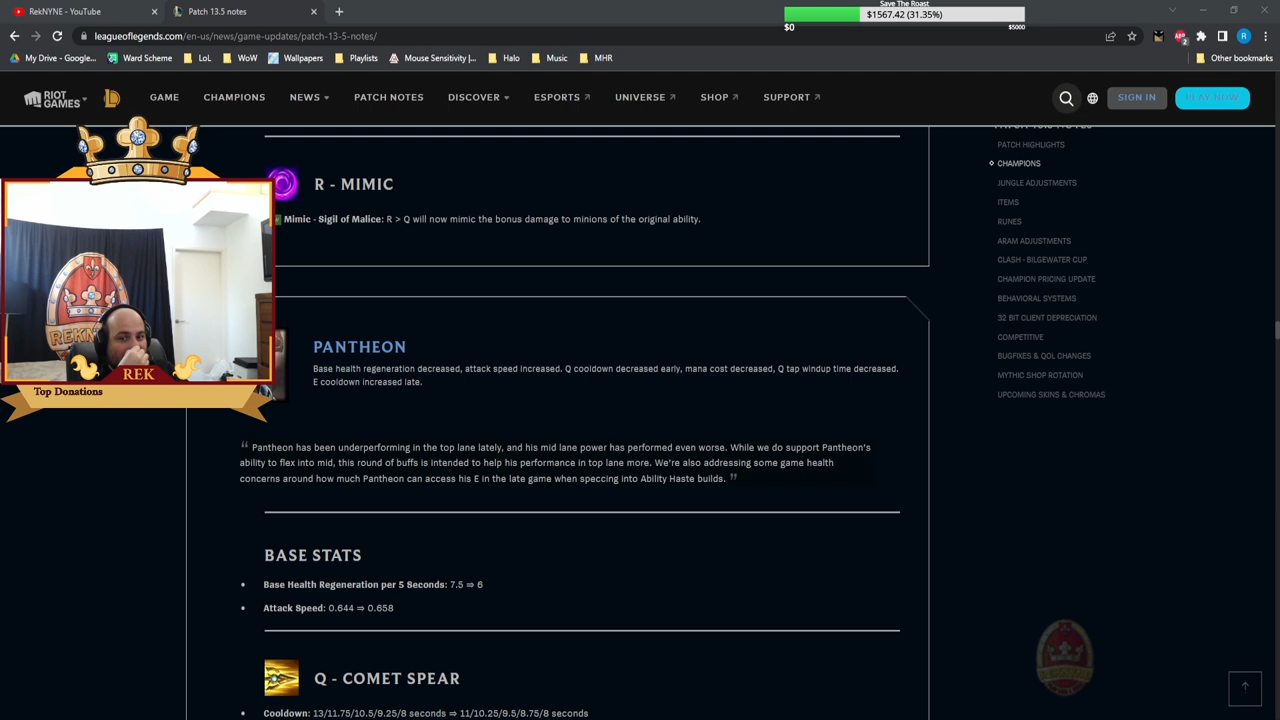 RekNYNE - YouTube
Patch 13.5 notes
Save The Roast
$1567.42 (31.35%)
$0
$5000
leagueoflegends.com/en-us/news/game-updates/patch-13-5-notes/
2
R
My Drive - Google...
Ward Scheme
LoL
WoW
Wallpapers
Playlists
Mouse Sensitivity |...
Halo
Music
MHR
Other bookmarks
RIOT GAMES
GAME
CHAMPIONS
NEWS
PATCH NOTES
DISCOVER
ESPORTS
UNIVERSE
SHOP
SUPPORT
SIGN IN
PLAY NOW
PATCH 13.5 NOTES
PATCH HIGHLIGHTS
CHAMPIONS
JUNGLE ADJUSTMENTS
ITEMS
RUNES
ARAM ADJUSTMENTS
CLASH - BILGEWATER CUP
CHAMPION PRICING UPDATE
BEHAVIORAL SYSTEMS
32 BIT CLIENT DEPRECIATION
COMPETITIVE
BUGFIXES & QOL CHANGES
MYTHIC SHOP ROTATION
UPCOMING SKINS & CHROMAS
R - MIMIC
Mimic - Sigil of Malice: R > Q will now mimic the bonus damage to minions of the original ability.
REK
Top Donations
PANTHEON
Base health regeneration decreased, attack speed increased. Q cooldown decreased early, mana cost decreased, Q tap windup time decreased.
E cooldown increased late.
“ Pantheon has been underperforming in the top lane lately, and his mid lane power has performed even worse. While we do support Pantheon's
ability to flex into mid, this round of buffs is intended to help his performance in top lane more. We're also addressing some game health
concerns around how much Pantheon can access his E in the late game when speccing into Ability Haste builds. ”
BASE STATS
• Base Health Regeneration per 5 Seconds: 7.5 ⇒ 6
• Attack Speed: 0.644 ⇒ 0.658
Q - COMET SPEAR
• Cooldown: 13/11.75/10.5/9.25/8 seconds ⇒ 11/10.25/9.5/8.75/8 seconds